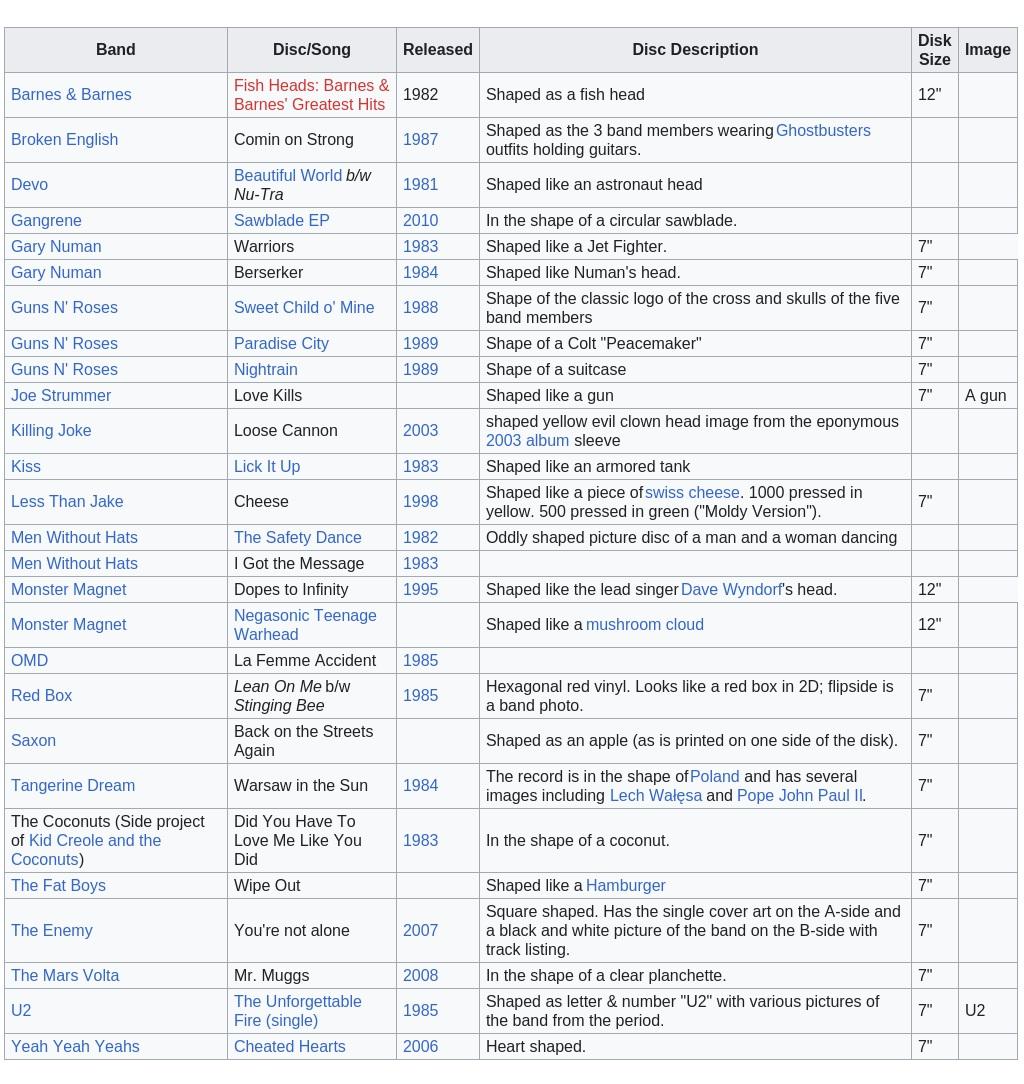 Band Disc/Song Released Disc Description Disk Size Image
Barnes & Barnes Fish Heads: Barnes & Barnes' Greatest Hits 1982 Shaped as a fish head 12"
Broken English Comin on Strong 1987 Shaped as the 3 band members wearing Ghostbusters outfits holding guitars.
Devo Beautiful World b/w Nu-Tra 1981 Shaped like an astronaut head
Gangrene Sawblade EP 2010 In the shape of a circular sawblade.
Gary Numan Warriors 1983 Shaped like a Jet Fighter. 7"
Gary Numan Berserker 1984 Shaped like Numan's head. 7"
Guns N' Roses Sweet Child o' Mine 1988 Shape of the classic logo of the cross and skulls of the five band members 7"
Guns N' Roses Paradise City 1989 Shape of a Colt "Peacemaker" 7"
Guns N' Roses Nightrain 1989 Shape of a suitcase 7"
Joe Strummer Love Kills Shaped like a gun 7" A gun
Killing Joke Loose Cannon 2003 shaped yellow evil clown head image from the eponymous 2003 album sleeve
Kiss Lick It Up 1983 Shaped like an armored tank
Less Than Jake Cheese 1998 Shaped like a piece of swiss cheese. 1000 pressed in yellow. 500 pressed in green ("Moldy Version"). 7"
Men Without Hats The Safety Dance 1982 Oddly shaped picture disc of a man and a woman dancing
Men Without Hats I Got the Message 1983
Monster Magnet Dopes to Infinity 1995 Shaped like the lead singer Dave Wyndorf's head. 12"
Monster Magnet Negasonic Teenage Warhead Shaped like a mushroom cloud 12"
OMD La Femme Accident 1985
Red Box Lean On Me b/w Stinging Bee 1985 Hexagonal red vinyl. Looks like a red box in 2D; flipside is a band photo. 7"
Saxon Back on the Streets Again Shaped as an apple (as is printed on one side of the disk). 7"
Tangerine Dream Warsaw in the Sun 1984 The record is in the shape of Poland and has several images including Lech Wałęsa and Pope John Paul II. 7"
The Coconuts (Side project of Kid Creole and the Coconuts) Did You Have To Love Me Like You Did 1983 In the shape of a coconut. 7"
The Fat Boys Wipe Out Shaped like a Hamburger 7"
The Enemy You're not alone 2007 Square shaped. Has the single cover art on the A-side and a black and white picture of the band on the B-side with track listing. 7"
The Mars Volta Mr. Muggs 2008 In the shape of a clear planchette. 7"
U2 The Unforgettable Fire (single) 1985 Shaped as letter & number "U2" with various pictures of the band from the period. 7" U2
Yeah Yeah Yeahs Cheated Hearts 2006 Heart shaped. 7"